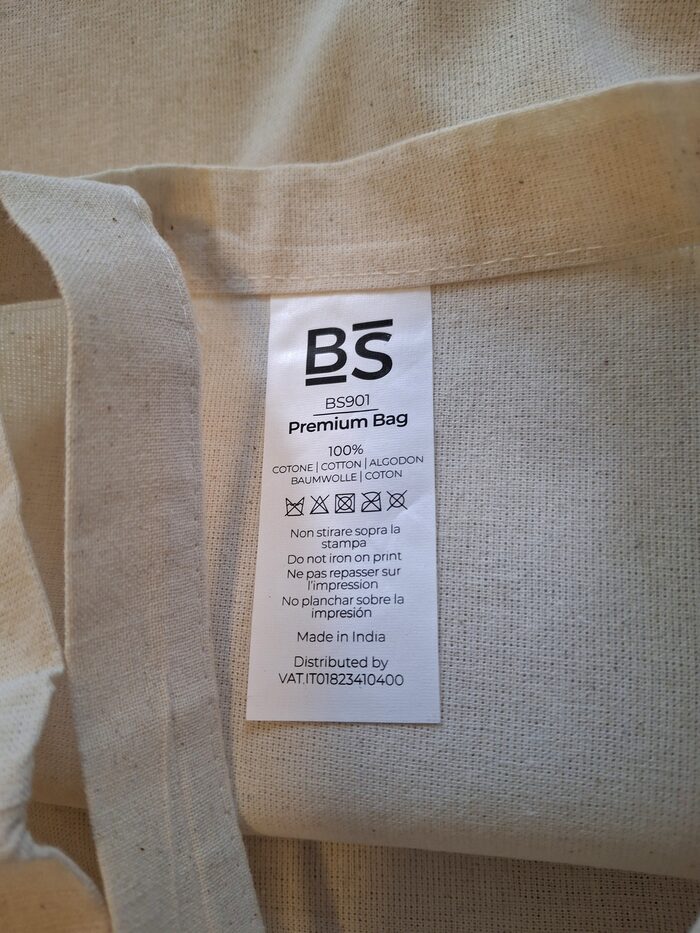 BS
BS901
Premium Bag
100%
COTONE | COTTON | ALGODON
BAUMWOLLE | COTON
Non stirare sopra la
stampa
Do not iron on print
Ne pas repasser sur
l'impression
No planchar sobre la
impresión
Made in India
Distributed by
VAT.IT01823410400